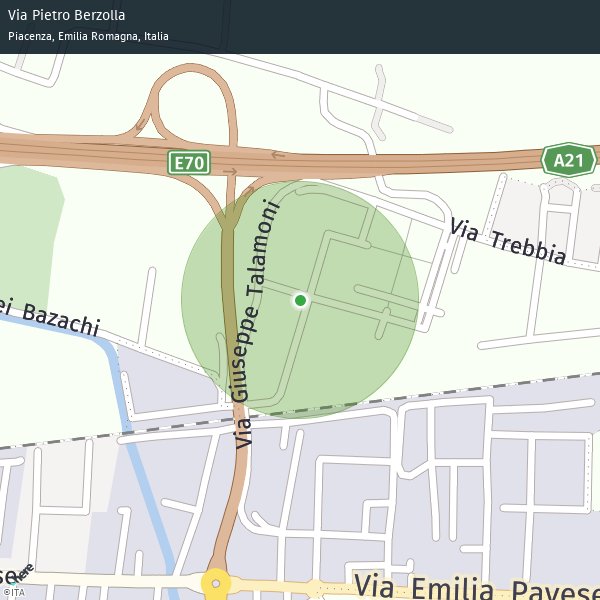 Via Pietro Berzolla
Piacenza, Emilia Romagna, Italia
E70
A21
Via Trebbia
Via Giuseppe Talamoni
ei Bazachi
se
here
©ITA
Via Emilia Pavese